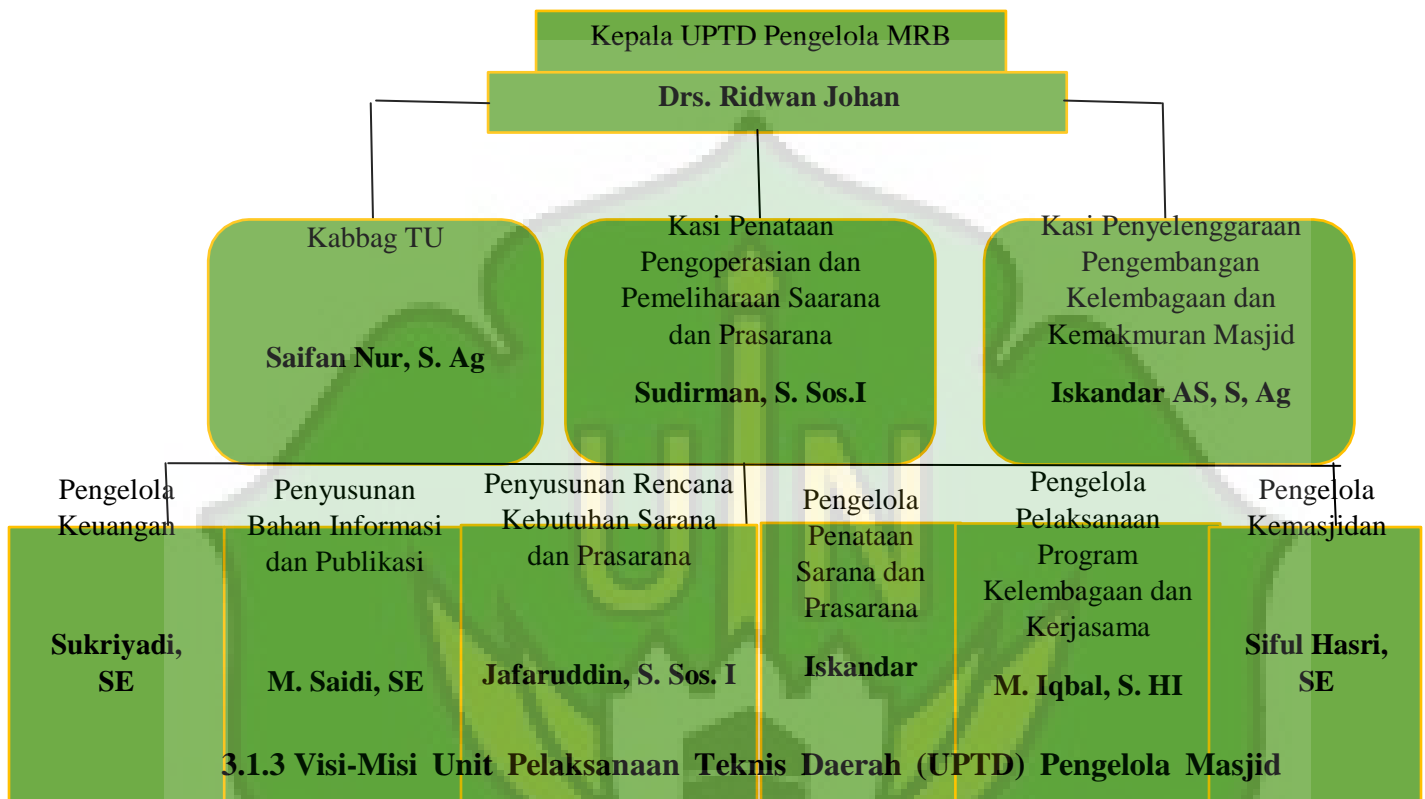 Kepala UPTD Pengelola MRB
Drs. Ridwan Johan
Kabbag TU
Saifan Nur, S. Ag
Kasi Penataan
Pengoperasian dan
Pemeliharaan Saarana
dan Prasarana
Sudirman, S. Sos.I
Kasi Penyelenggaraan
Pengembangan
Kelembagaan dan
Kemakmuran Masjid
Iskandar AS, S, Ag
Pengelola
Keuangan
Sukriyadi,
SE
Penyusunan
Bahan Informasi
dan Publikasi
M. Saidi, SE
Penyusunan Rencana
Kebutuhan Sarana
dan Prasarana
Jafaruddin, S. Sos. I
Pengelola
Penataan
Sarana dan
Prasarana
Iskandar
Pengelola
Pelaksanaan
Program
Kelembagaan dan
Kerjasama
M. Iqbal, S. HI
Pengelola
Kemasjidan
Siful Hasri,
SE
UIN
3.1.3 Visi-Misi Unit Pelaksanaan Teknis Daerah (UPTD) Pengelola Masjid